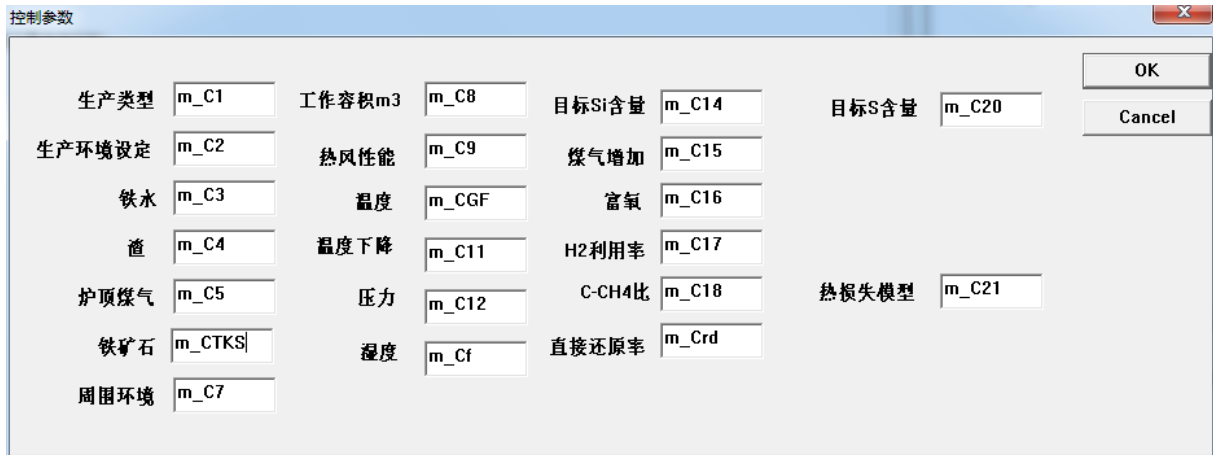 控制参数
OK
Cancel
生产类型 m_C1 工作容积m3 m_C8 目标Si含量 m_C14 目标S含量 m_C20
生产环境设定 m_C2 热风性能 m_C9 煤气增加 m_C15
铁水 m_C3 温度 m_CGF 富氧 m_C16
渣 m_C4 温度下降 m_C11 H2利用率 m_C17
炉顶煤气 m_C5 压力 m_C12 C-CH4比 m_C18 热损失模型 m_C21
铁矿石 m_CTKS 湿度 m_Cf 直接还原率 m_Crd
周围环境 m_C7